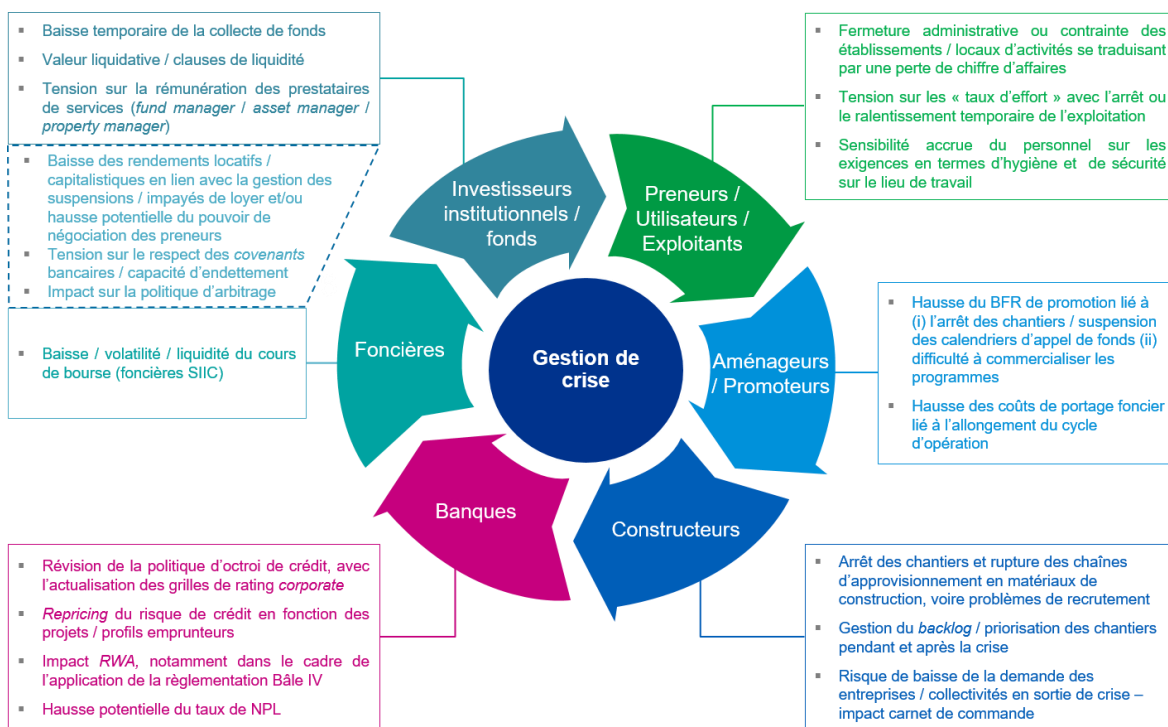 Baisse temporaire de la collecte de fonds
Valeur liquidative / clauses de liquidité
Tension sur la rémunération des prestataires
de services (fund manager / asset manager /
property manager)
Baisse des rendements locatifs /
capitalistiques en lien avec la gestion des
suspensions / impayés de loyer et/ou
hausse potentielle du pouvoir de
négociation des preneurs
Tension sur le respect des covenants
bancaires / capacité d'endettement
Impact sur la politique d'arbitrage
Baisse / volatilité / liquidité du cours
de bourse (foncières SIIC)
Fermeture administrative ou contrainte des
établissements / locaux d'activités se traduisant
par une perte de chiffre d'affaires
Tension sur les « taux d'effort » avec l'arrêt ou
le ralentissement temporaire de l'exploitation
Sensibilité accrue du personnel sur les
exigences en termes d'hygiène et de sécurité
sur le lieu de travail
Investisseurs
institutionnels /
fonds
Preneurs /
Utilisateurs /
Exploitants
Foncières
Gestion de
crise
Aménageurs
/ Promoteurs
Banques
Constructeurs
Hausse du BFR de promotion lié à
(i) l'arrêt des chantiers / suspension
des calendriers d'appel de fonds (ii)
difficulté à commercialiser les
programmes
Hausse des coûts de portage foncier
lié à l'allongement du cycle
d'opération
Révision de la politique d'octroi de crédit, avec
l'actualisation des grilles de rating corporate
Repricing du risque de crédit en fonction des
projets / profils emprunteurs
Impact RWA, notamment dans le cadre de
l'application de la règlementation Bâle IV
Hausse potentielle du taux de NPL
Arrêt des chantiers et rupture des chaînes
d'approvisionnement en matériaux de
construction, voire problèmes de recrutement
Gestion du backlog / priorisation des chantiers
pendant et après la crise
Risque de baisse de la demande des
entreprises / collectivités en sortie de crise –
impact carnet de commande